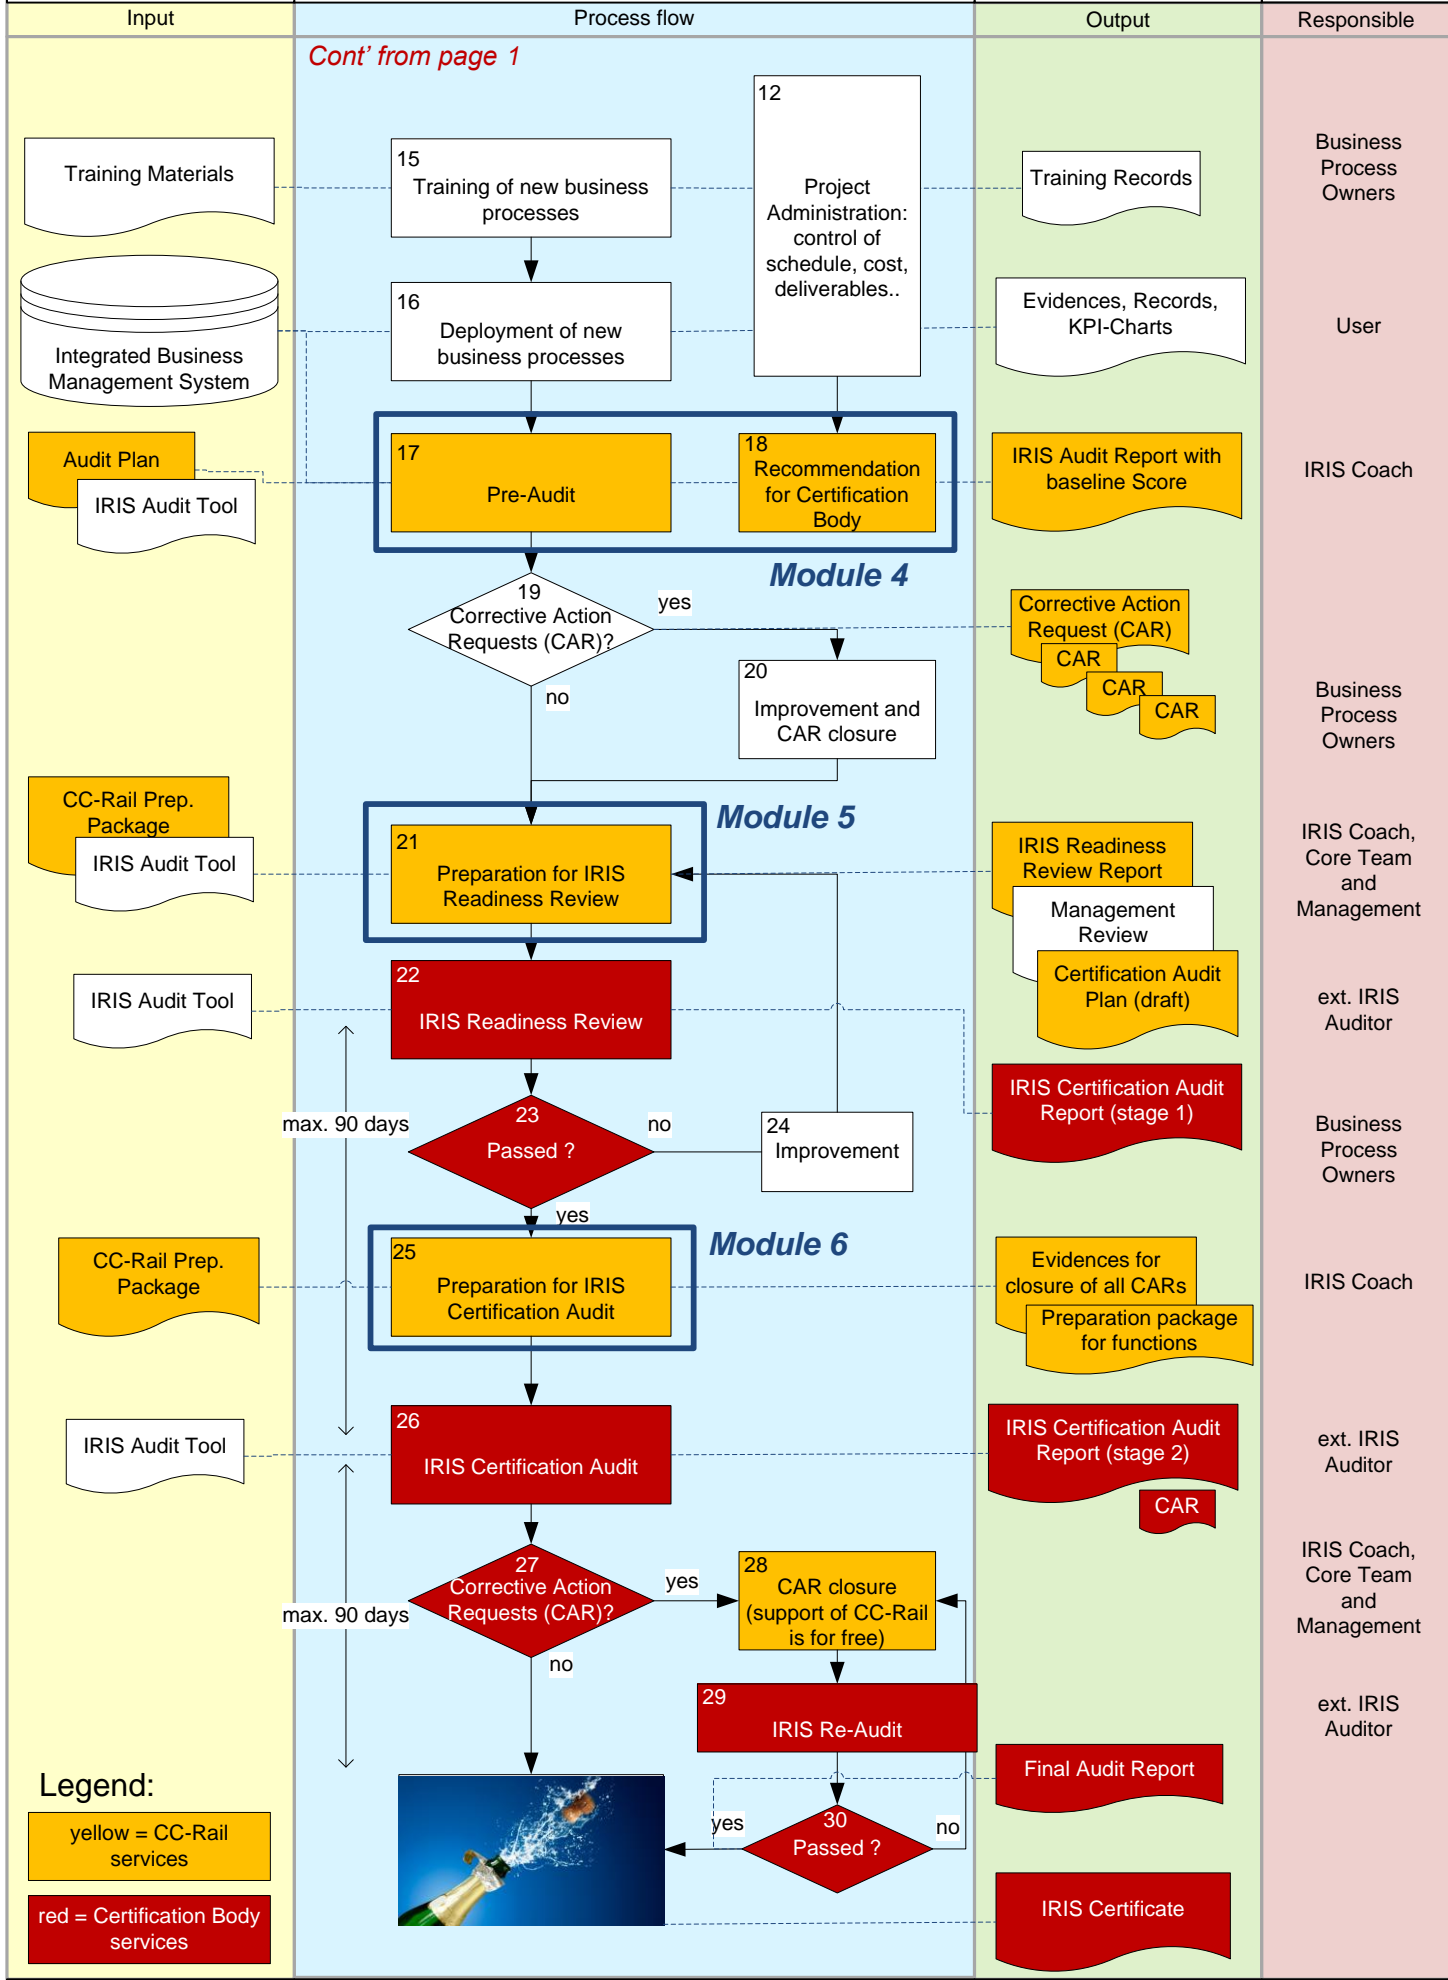 Input
Process flow
Output
Responsible
Cont' from page 1
12
Project
Administration:
control of
schedule, cost,
deliverables..
Training Materials
15
Training of new business
processes
Training Records
Business
Process
Owners
Integrated Business
Management System
16
Deployment of new
business processes
Evidences, Records,
KPI-Charts
User
Audit Plan
IRIS Audit Tool
17
Pre-Audit
18
Recommendation
for Certification
Body
IRIS Audit Report with
baseline Score
IRIS Coach
Module 4
19
Corrective Action
Requests (CAR)?
yes
no
Corrective Action
Request (CAR)
CAR
CAR
CAR
20
Improvement and
CAR closure
Business
Process
Owners
CC-Rail Prep.
Package
IRIS Audit Tool
Module 5
21
Preparation for IRIS
Readiness Review
IRIS Readiness
Review Report
Management
Review
Certification Audit
Plan (draft)
IRIS Coach,
Core Team
and
Management
IRIS Audit Tool
22
IRIS Readiness Review
ext. IRIS
Auditor
IRIS Certification Audit
Report (stage 1)
max. 90 days
23
Passed ?
no
yes
24
Improvement
Business
Process
Owners
CC-Rail Prep.
Package
Module 6
25
Preparation for IRIS
Certification Audit
Evidences for
closure of all CARs
Preparation package
for functions
IRIS Coach
IRIS Audit Tool
26
IRIS Certification Audit
IRIS Certification Audit
Report (stage 2)
CAR
ext. IRIS
Auditor
max. 90 days
27
Corrective Action
Requests (CAR)?
yes
no
28
CAR closure
(support of CC-Rail
is for free)
IRIS Coach,
Core Team
and
Management
29
IRIS Re-Audit
ext. IRIS
Auditor
Final Audit Report
30
Passed ?
yes
no
IRIS Certificate
Legend:
yellow = CC-Rail
services
red = Certification Body
services